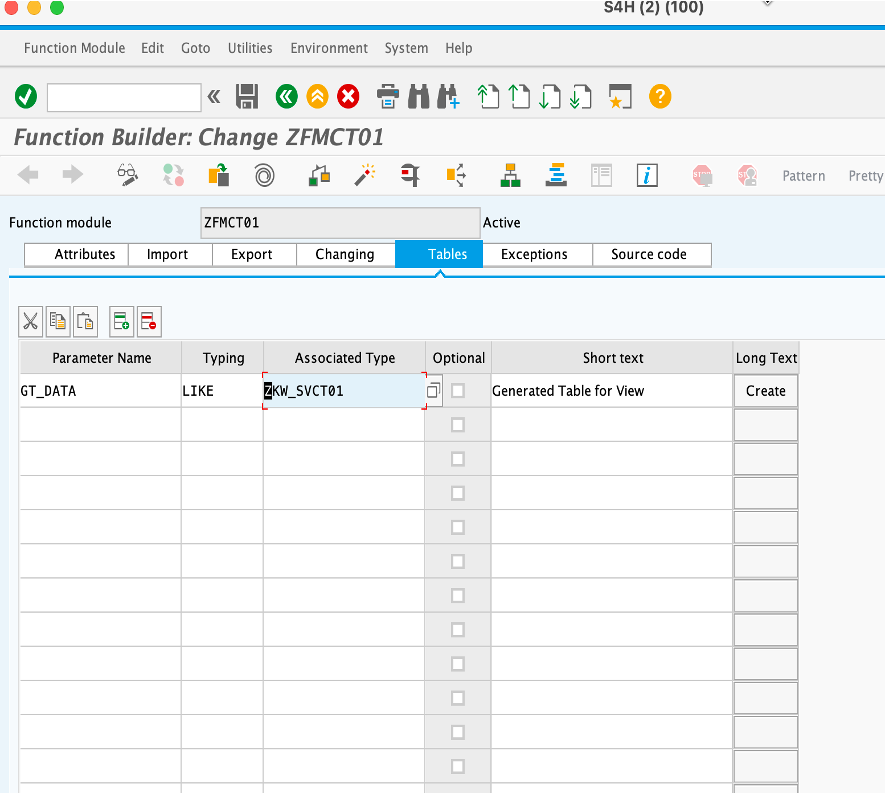 S4H (2) (100)
Function Module Edit Goto Utilities Environment System Help
Function Builder: Change ZFMCT01
Pattern Pretty
Function module ZFMCT01 Active
Attributes Import Export Changing Tables Exceptions Source code
Parameter Name Typing Associated Type Optional Short text Long Text
GT_DATA LIKE ZKW_SVCT01 Generated Table for View Create